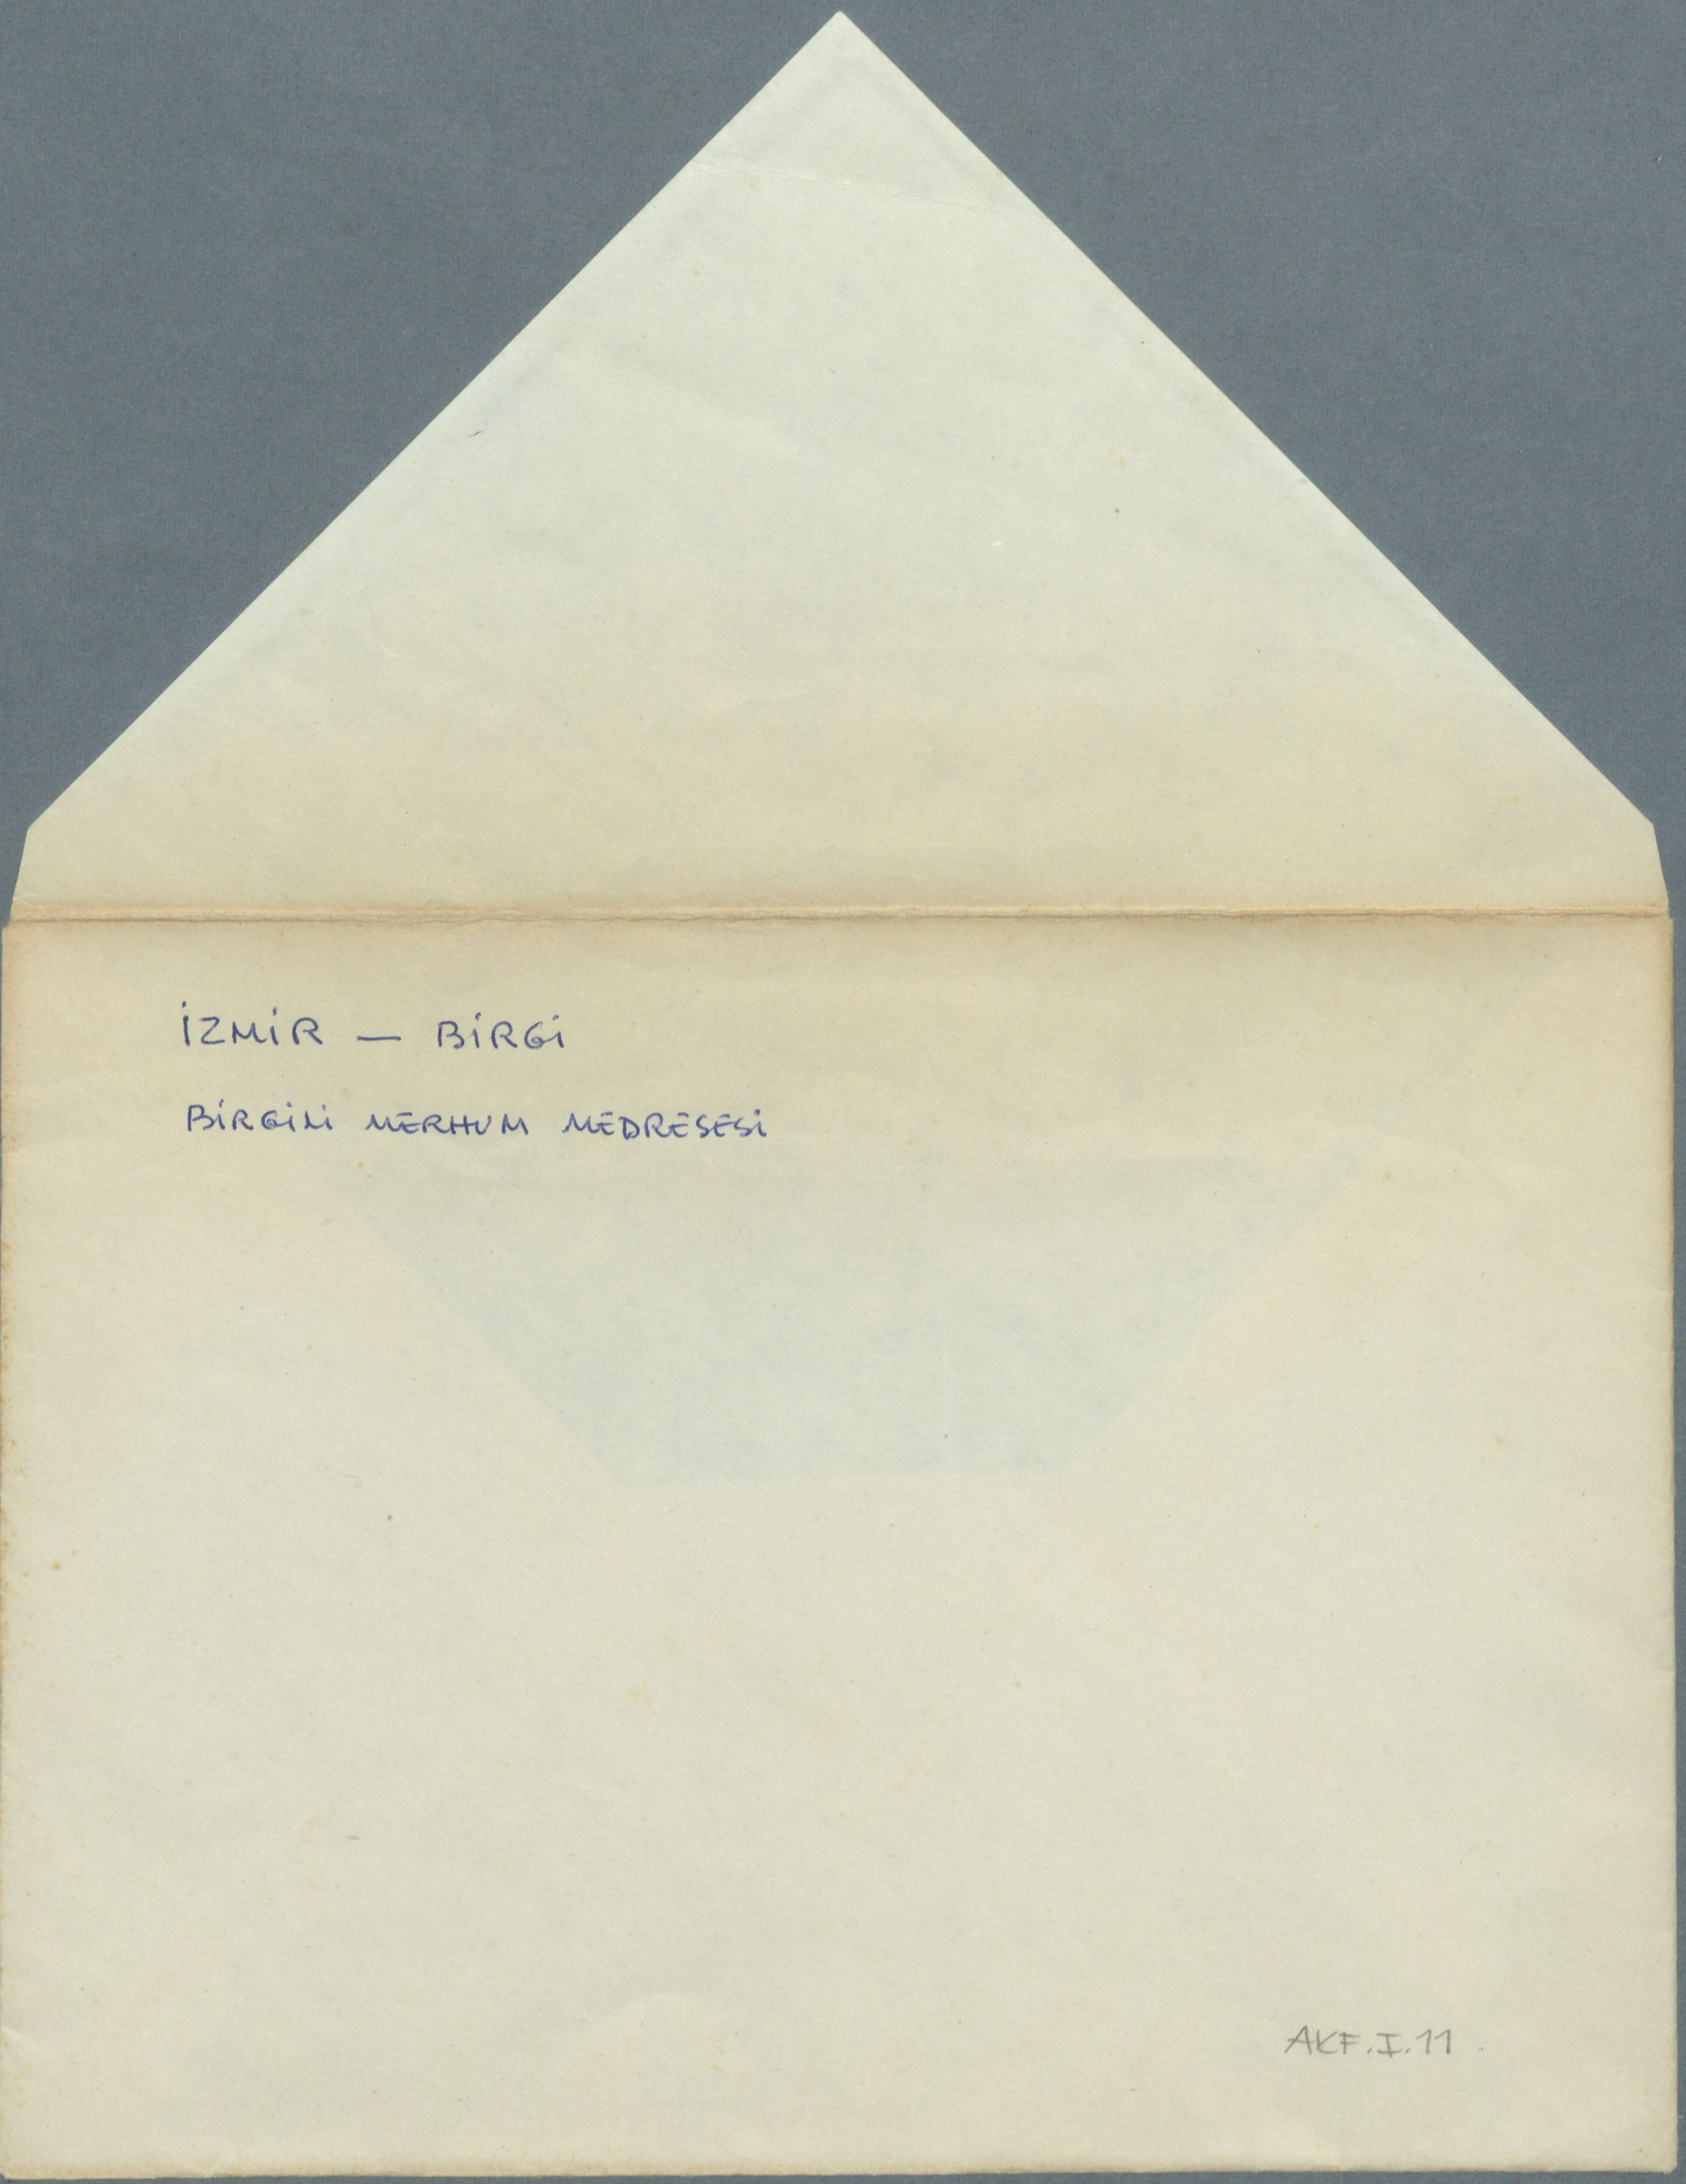 İZMİR — BİRGİ
BİRGİLİ MERHUM MEDRESESİ
AKF.I.11